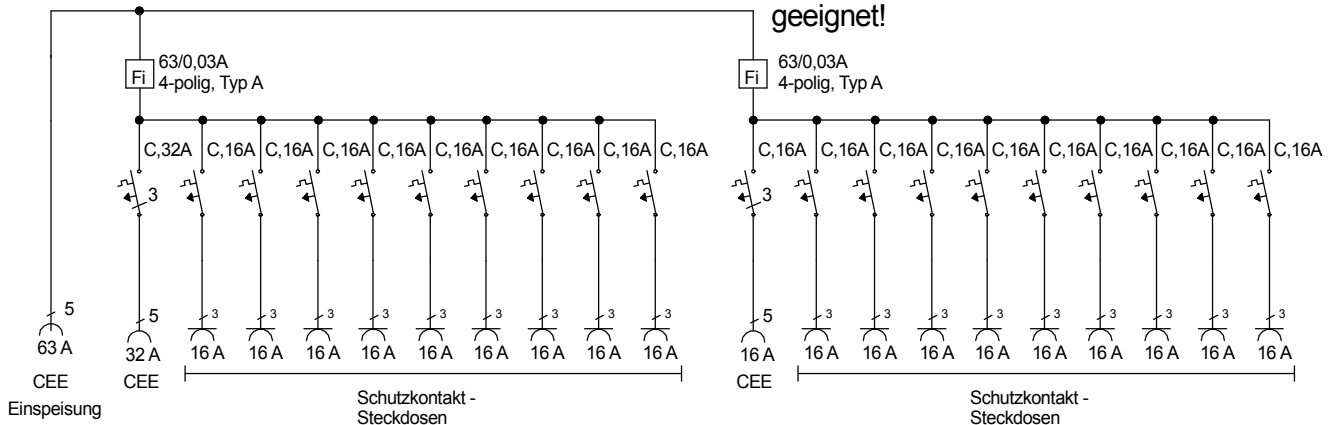 geeignet!
63/0,03A
4-polig, Typ A
Fi
63/0,03A
4-polig, Typ A
Fi
C,32A C,16A C,16A C,16A C,16A C,16A C,16A C,16A C,16A C,16A
C,16A C,16A C,16A C,16A C,16A C,16A C,16A C,16A C,16A C,16A
3
3
5
5 3 3 3 3 3 3 3 3 3
5 3 3 3 3 3 3 3 3 3
63 A
32 A 16 A 16 A 16 A 16 A 16 A 16 A 16 A 16 A 16 A
16 A 16 A 16 A 16 A 16 A 16 A 16 A 16 A 16 A 16 A
CEE
Einspeisung
CEE
Schutzkontakt -
Steckdosen
CEE
Schutzkontakt -
Steckdosen